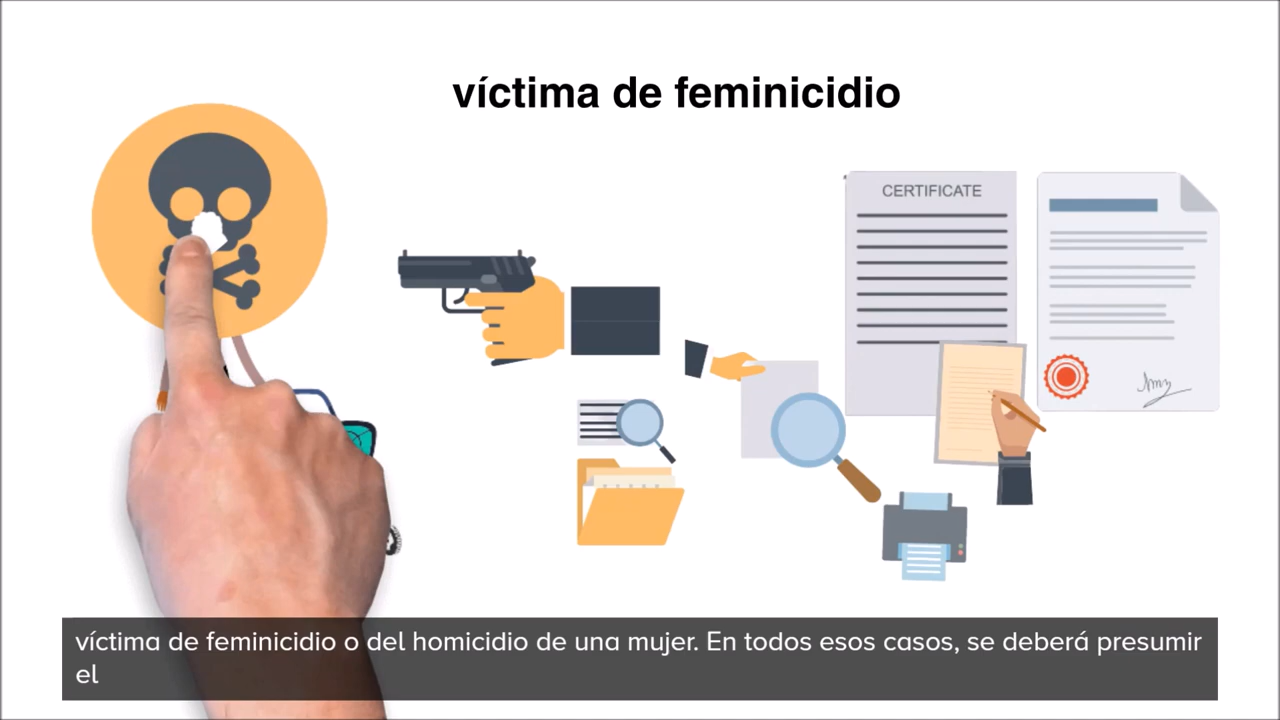 víctima de feminicidio
CERTIFICATE
víctima de feminicidio o del homicidio de una mujer. En todos esos casos, se deberá presumir
el